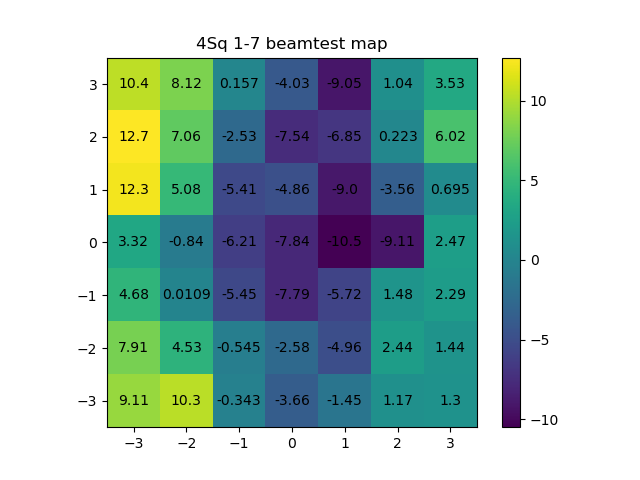 4Sq 1-7 beamtest map
3 10.4 8.12 0.157 -4.03 -9.05 1.04 3.53
2 12.7 7.06 -2.53 -7.54 -6.85 0.223 6.02
1 12.3 5.08 -5.41 -4.86 -9.0 -3.56 0.695
0 3.32 -0.84 -6.21 -7.84 -10.5 -9.11 2.47
−1 4.68 0.0109 -5.45 -7.79 -5.72 1.48 2.29
−2 7.91 4.53 -0.545 -2.58 -4.96 2.44 1.44
−3 9.11 10.3 -0.343 -3.66 -1.45 1.17 1.3
−3 −2 −1 0 1 2 3
10
5
0
−5
−10